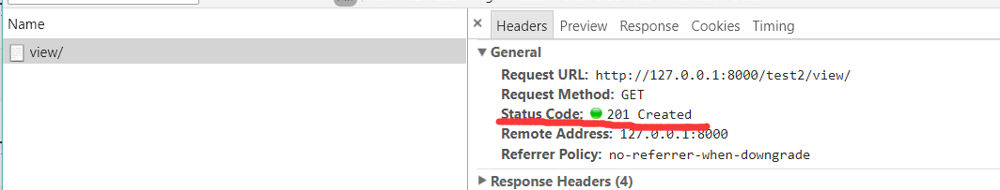 Name
view/
× Headers Preview Response Cookies Timing
▼ General
Request URL: http://127.0.0.1:8000/test2/view/
Request Method: GET
Status Code: 201 Created
Remote Address: 127.0.0.1:8000
Referrer Policy: no-referrer-when-downgrade
▶ Response Headers (4)